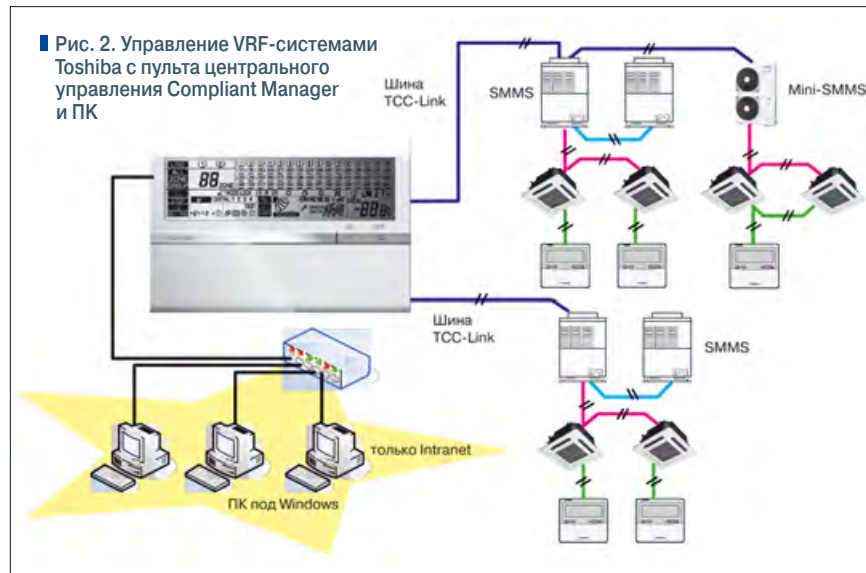 Рис. 2. Управление VRF-системами
Toshiba с пульта центрального
управления Compliant Manager
и ПК
Шина
TCC-Link
SMMS
Mini-SMMS
Шина
TCC-Link
SMMS
только Intranet
ПК под Windows